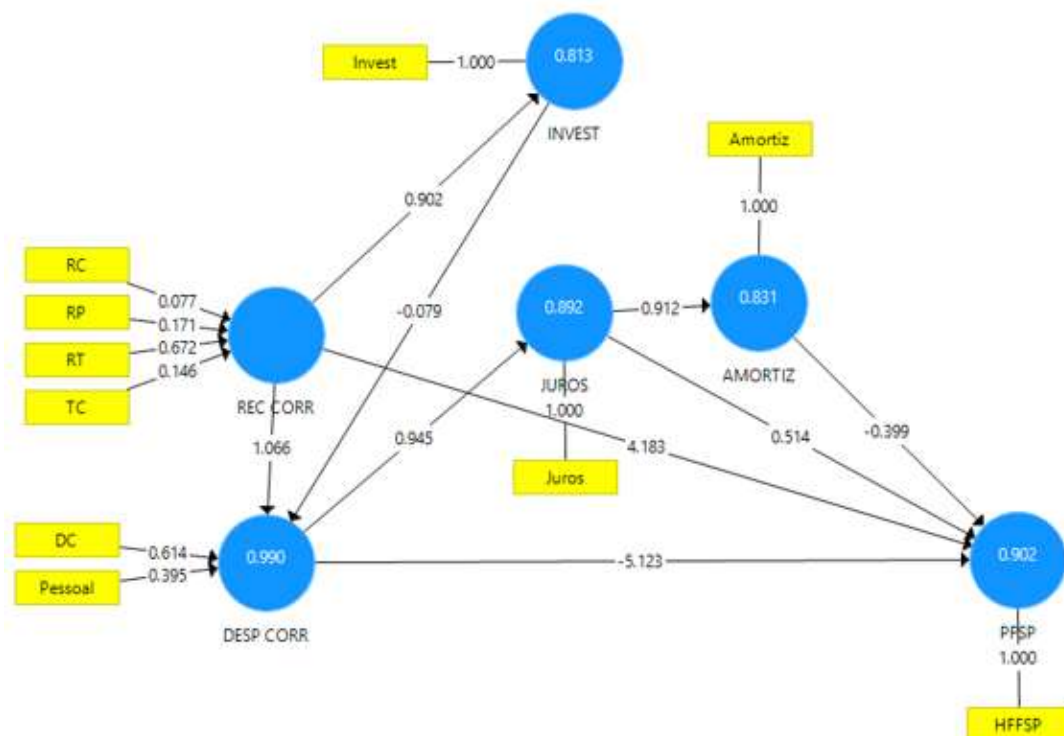 0.813
Invest
1.000
INVEST
Amortiz
1.000
0.902
RC
0.077
RP
0.171
RT
0.672
TC
0.146
REC CORR
-0.079
0.892
0.912
0.831
JUROS
1.000
AMORTIZ
1.066
0.945
4.183
0.514
-0.399
Juros
DC
0.614
Pessoal
0.395
0.990
DESP CORR
-5.123
0.902
PFSP
1.000
HFFSP